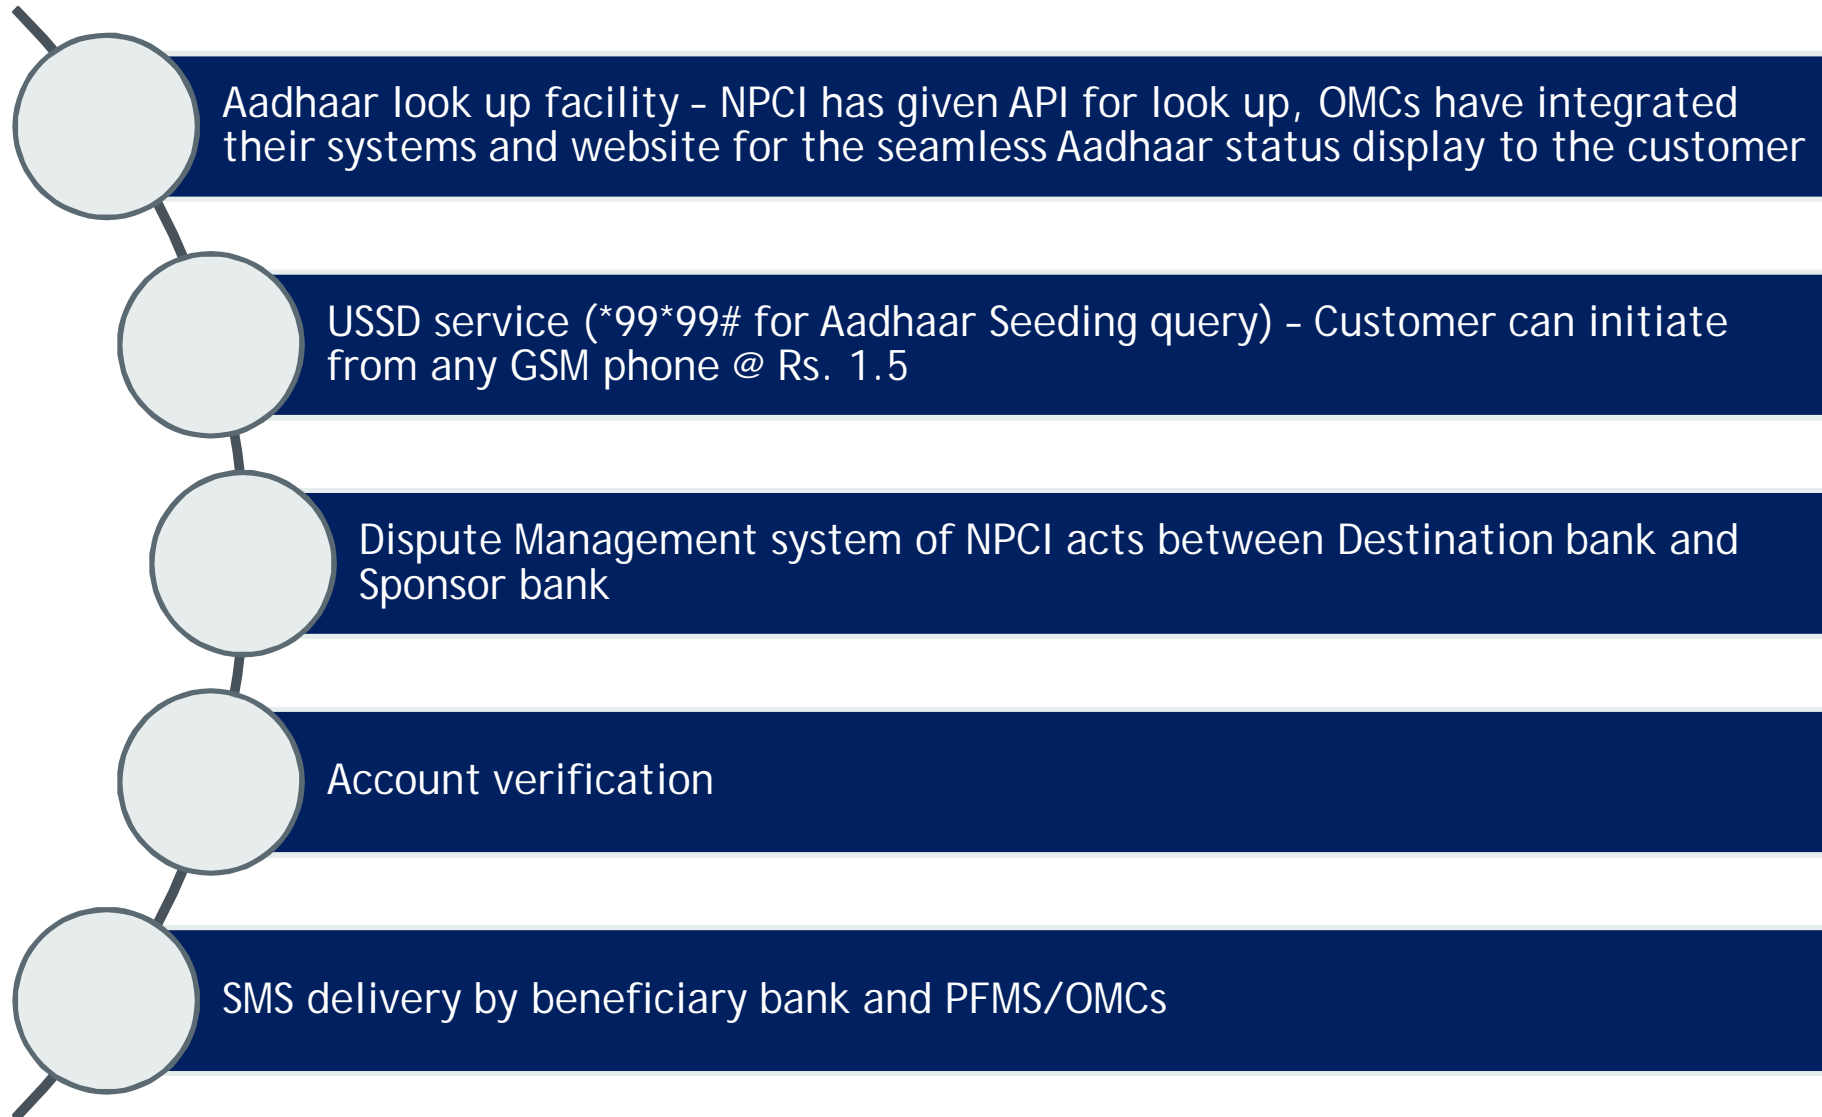 Aadhaar look up facility – NPCI has given API for look up, OMCs have integrated
their systems and website for the seamless Aadhaar status display to the customer
USSD service (*99*99# for Aadhaar Seeding query) – Customer can initiate
from any GSM phone @ Rs. 1.5
Dispute Management system of NPCI acts between Destination bank and
Sponsor bank
Account verification
SMS delivery by beneficiary bank and PFMS/OMCs